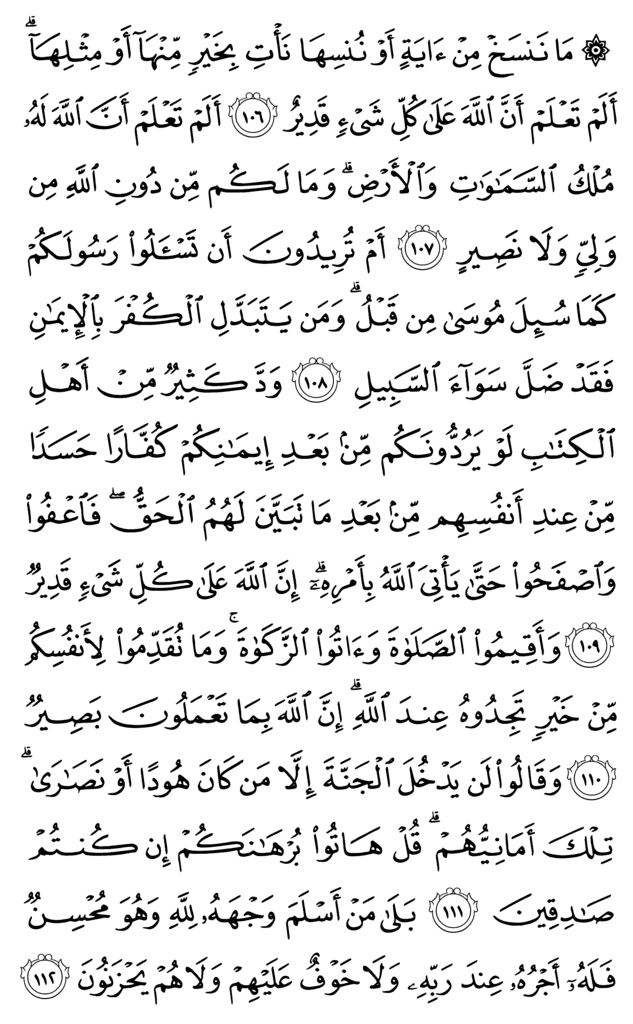 ۞ مَا نَنسَخۡ مِنۡ ءَايَةٍ أَوۡ نُنسِهَا نَأۡتِ بِخَيۡرٖ مِّنۡهَآ أَوۡ مِثۡلِهَآۗ
أَلَمۡ تَعۡلَمۡ أَنَّ ٱللَّهَ عَلَىٰ كُلِّ شَيۡءٖ قَدِيرٌ ١٠٦ أَلَمۡ تَعۡلَمۡ أَنَّ ٱللَّهَ لَهُۥ
مُلۡكُ ٱلسَّمَٰوَٰتِ وَٱلۡأَرۡضِۗ وَمَا لَكُم مِّن دُونِ ٱللَّهِ مِن
وَلِيّٖ وَلَا نَصِيرٍ ١٠٧ أَمۡ تُرِيدُونَ أَن تَسۡـَٔلُواْ رَسُولَكُمۡ
كَمَا سُئِلَ مُوسَىٰ مِن قَبۡلُۗ وَمَن يَتَبَدَّلِ ٱلۡكُفۡرَ بِٱلۡإِيمَٰنِ
فَقَدۡ ضَلَّ سَوَآءَ ٱلسَّبِيلِ ١٠٨ وَدَّ كَثِيرٞ مِّنۡ أَهۡلِ
ٱلۡكِتَٰبِ لَوۡ يَرُدُّونَكُم مِّنۢ بَعۡدِ إِيمَٰنِكُمۡ كُفَّارًا حَسَدٗا
مِّنۡ عِندِ أَنفُسِهِم مِّنۢ بَعۡدِ مَا تَبَيَّنَ لَهُمُ ٱلۡحَقُّۖ فَٱعۡفُواْ
وَٱصۡفَحُواْ حَتَّىٰ يَأۡتِيَ ٱللَّهُ بِأَمۡرِهِۦٓۗ إِنَّ ٱللَّهَ عَلَىٰ كُلِّ شَيۡءٖ قَدِيرٞ
١٠٩ وَأَقِيمُواْ ٱلصَّلَوٰةَ وَءَاتُواْ ٱلزَّكَوٰةَۚ وَمَا تُقَدِّمُواْ لِأَنفُسِكُم
مِّنۡ خَيۡرٖ تَجِدُوهُ عِندَ ٱللَّهِۗ إِنَّ ٱللَّهَ بِمَا تَعۡمَلُونَ بَصِيرٞ
١١٠ وَقَالُواْ لَن يَدۡخُلَ ٱلۡجَنَّةَ إِلَّا مَن كَانَ هُودًا أَوۡ نَصَٰرَىٰۗ
تِلۡكَ أَمَانِيُّهُمۡۗ قُلۡ هَاتُواْ بُرۡهَٰنَكُمۡ إِن كُنتُمۡ
صَٰدِقِينَ ١١١ بَلَىٰ مَنۡ أَسۡلَمَ وَجۡهَهُۥ لِلَّهِ وَهُوَ مُحۡسِنٞ
فَلَهُۥٓ أَجۡرُهُۥ عِندَ رَبِّهِۦ وَلَا خَوۡفٌ عَلَيۡهِمۡ وَلَا هُمۡ يَحۡزَنُونَ ١١٢